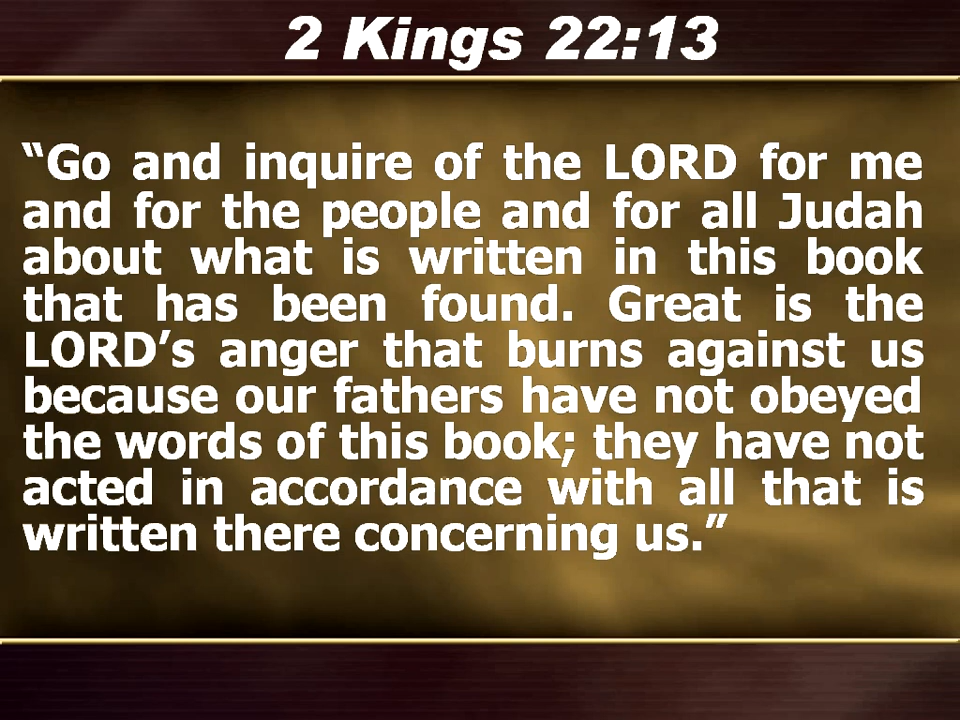 2 Kings 22:13
“Go and inquire of the LORD for me
and for the people and for all Judah
about what is written in this book
that has been found. Great is the
LORD’s anger that burns against us
because our fathers have not obeyed
the words of this book; they have not
acted in accordance with all that is
written there concerning us.”